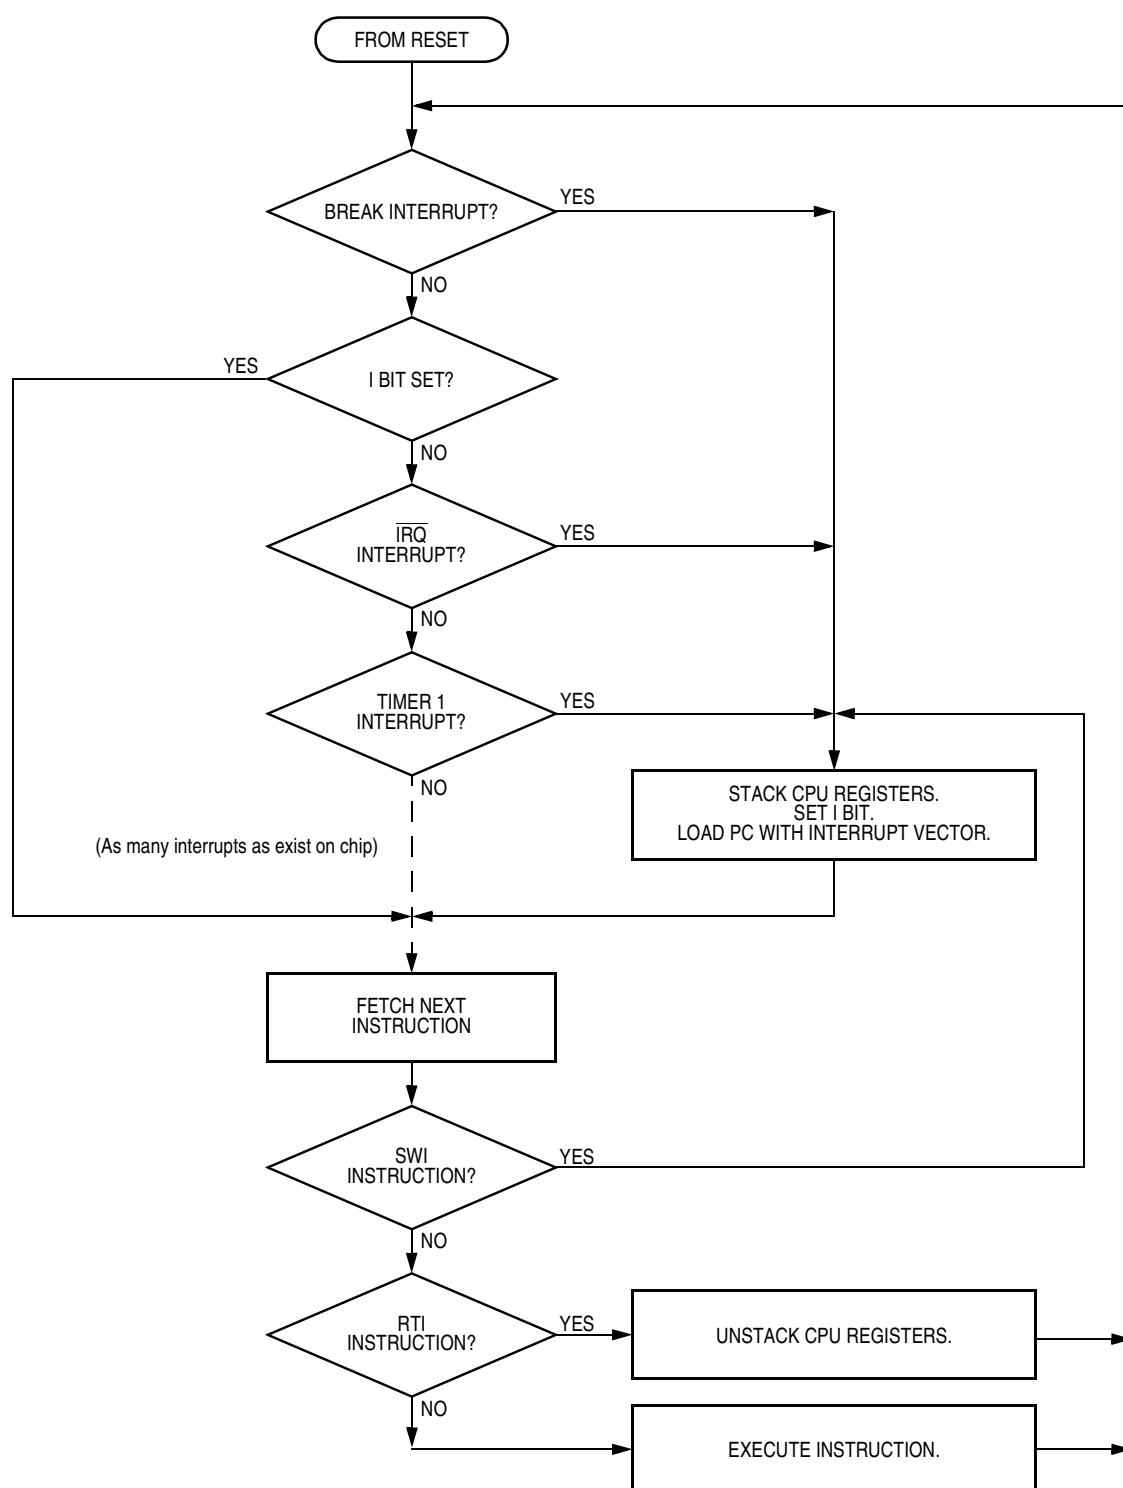 FROM RESET
BREAK INTERRUPT?
YES
NO
YES
I BIT SET?
NO
IRQ
INTERRUPT?
YES
NO
TIMER 1
INTERRUPT?
YES
NO
STACK CPU REGISTERS.
SET I BIT.
LOAD PC WITH INTERRUPT VECTOR.
(As many interrupts as exist on chip)
FETCH NEXT
INSTRUCTION
SWI
INSTRUCTION?
YES
NO
RTI
INSTRUCTION?
YES
UNSTACK CPU REGISTERS.
NO
EXECUTE INSTRUCTION.